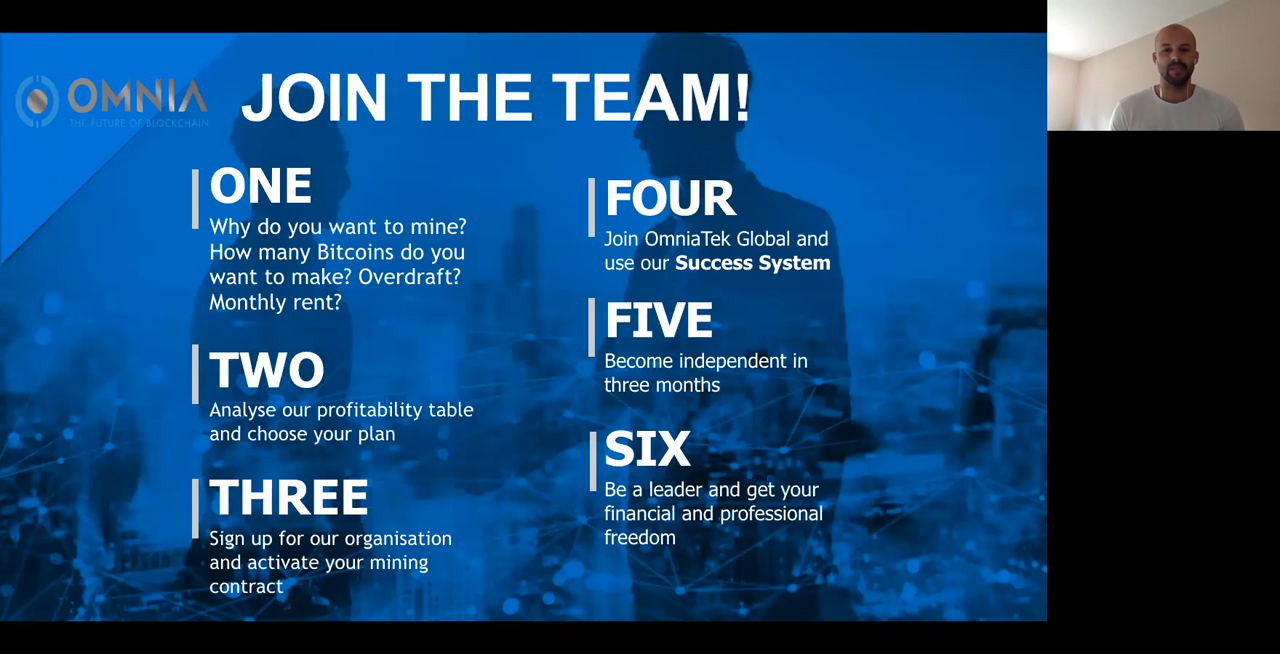 OMNIA
THE FUTURE OF BLOCKCHAIN
JOIN THE TEAM!
ONE
Why do you want to mine?
How many Bitcoins do you
want to make? Overdraft?
Monthly rent?
TWO
Analyse our profitability table
and choose your plan
THREE
Sign up for our organisation
and activate your mining
contract
FOUR
Join OmniaTek Global and
use our Success System
FIVE
Become independent in
three months
SIX
Be a leader and get your
financial and professional
freedom